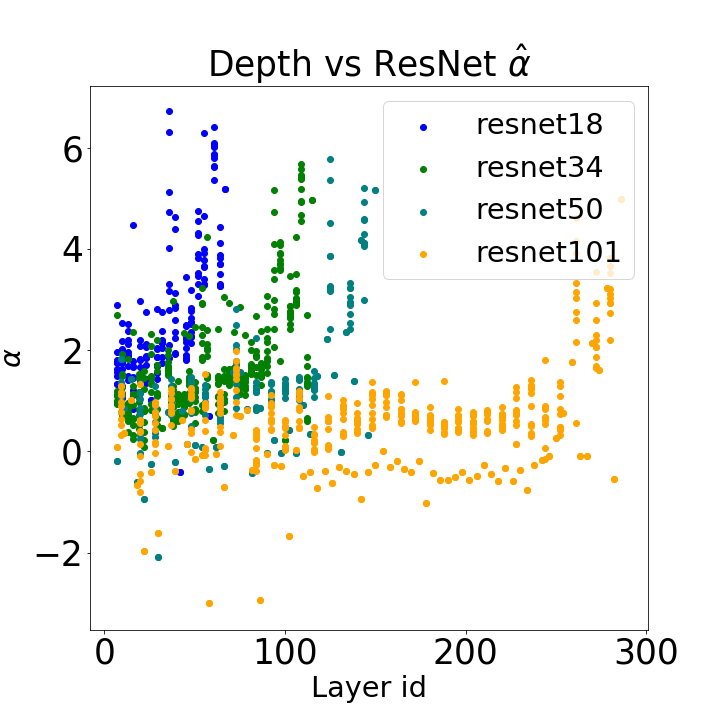 Depth vs ResNet α̂
resnet18
resnet34
resnet50
resnet101
6
4
2
0
−2
α
0 100 200 300
Layer id